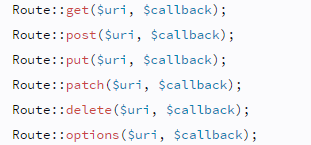 Route::get($uri, $callback);
Route::post($uri, $callback);
Route::put($uri, $callback);
Route::patch($uri, $callback);
Route::delete($uri, $callback);
Route::options($uri, $callback);